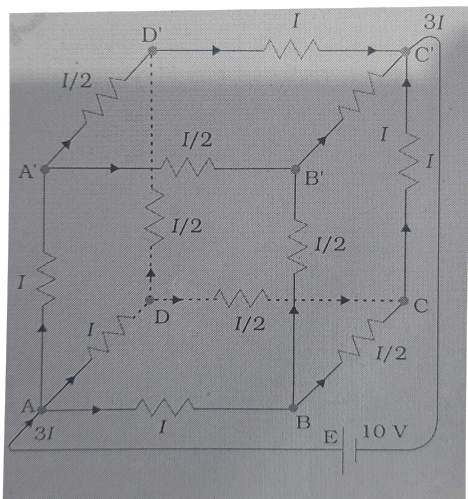 I 3I
D' C'
I/2
I/2 I
A' B' I
I/2 I/2
I
D C
I I/2
I/2
A B
3I I
E 10 V